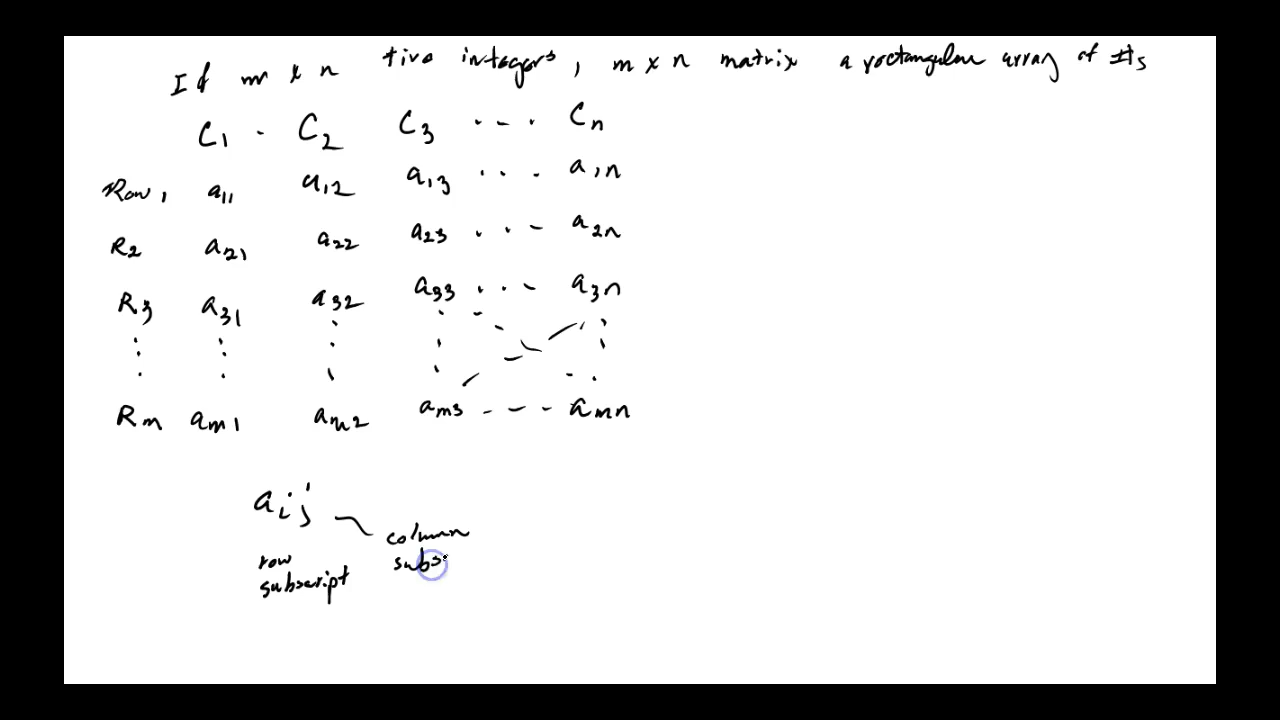 If m & n +ive integers, m x n matrix a rectangular array of #s
C1 . C2 C3 ... Cn
Row1 a11 a12 a13 ... a1n
R2 a21 a22 a23 ... a2n
R3 a31 a32 a33 ... a3n
Rm am1 am2 am3 ---- amn
aij
column
row
subs
subscript